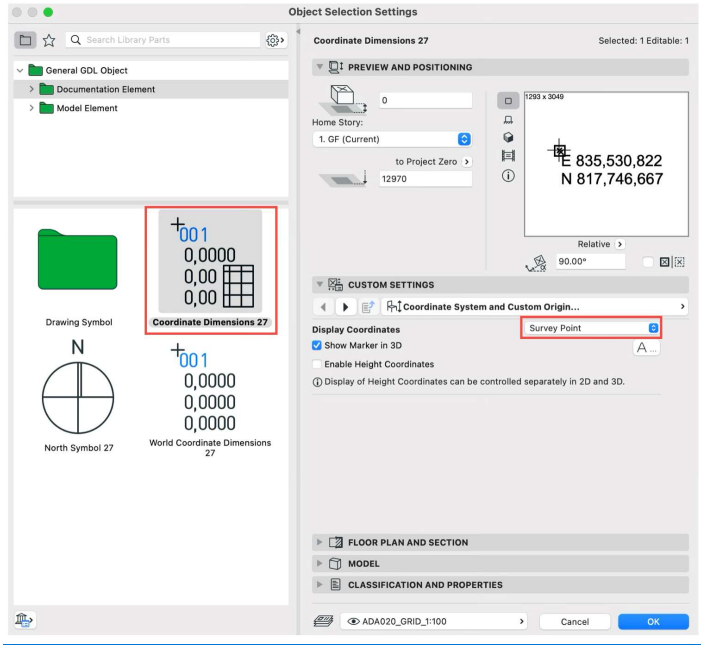 Object Selection Settings
Search Library Parts
General GDL Object
Documentation Element
Model Element
001
0,0000
0,00
0,00
Drawing Symbol
Coordinate Dimensions 27
N
North Symbol 27
001
0,0000
0,0000
0,0000
World Coordinate Dimensions
27
Coordinate Dimensions 27
Selected: 1 Editable: 1
PREVIEW AND POSITIONING
0
Home Story:
1. GF (Current)
to Project Zero
12970
1293 x 3049
E 835,530,822
N 817,746,667
Relative
90.00°
CUSTOM SETTINGS
Coordinate System and Custom Origin...
Display Coordinates
Survey Point
Show Marker in 3D
A ...
Enable Height Coordinates
Display of Height Coordinates can be controlled separately in 2D and 3D.
FLOOR PLAN AND SECTION
MODEL
CLASSIFICATION AND PROPERTIES
ADA020_GRID_1:100
Cancel
OK